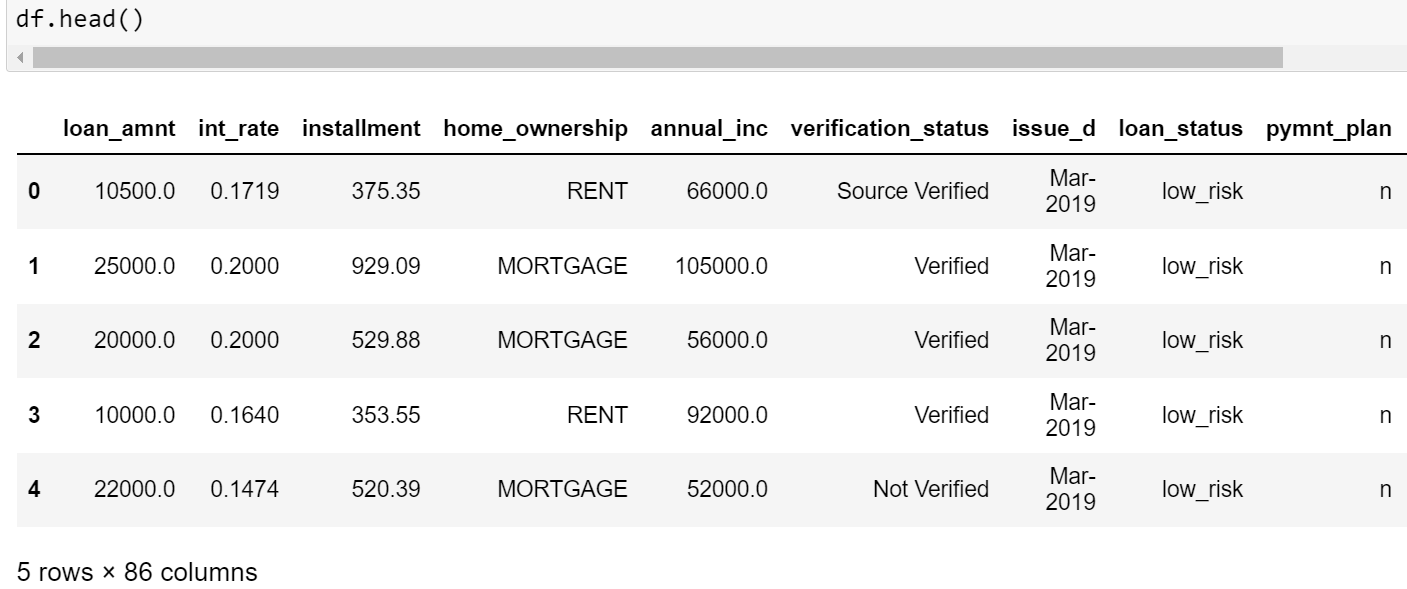 df.head()
loan_amnt int_rate installment home_ownership annual_inc verification_status issue_d loan_status pymnt_plan
0 10500.0 0.1719 375.35 RENT 66000.0 Source Verified Mar-2019 low_risk n
1 25000.0 0.2000 929.09 MORTGAGE 105000.0 Verified Mar-2019 low_risk n
2 20000.0 0.2000 529.88 MORTGAGE 56000.0 Verified Mar-2019 low_risk n
3 10000.0 0.1640 353.55 RENT 92000.0 Verified Mar-2019 low_risk n
4 22000.0 0.1474 520.39 MORTGAGE 52000.0 Not Verified Mar-2019 low_risk n
5 rows × 86 columns